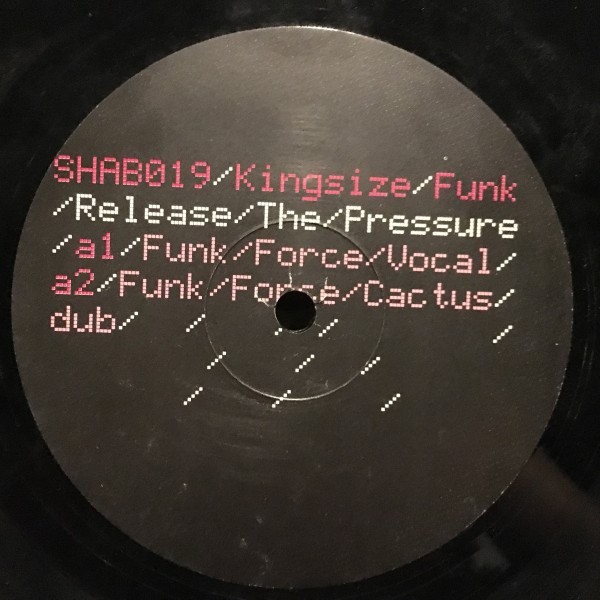 SHAB019/Kingsize/Funk
/Release/The/Pressure
/a1/Funk/Force/Vocal/
a2/Funk/Force/Cactus/
dub/ / / / /
/ / /
/ / /